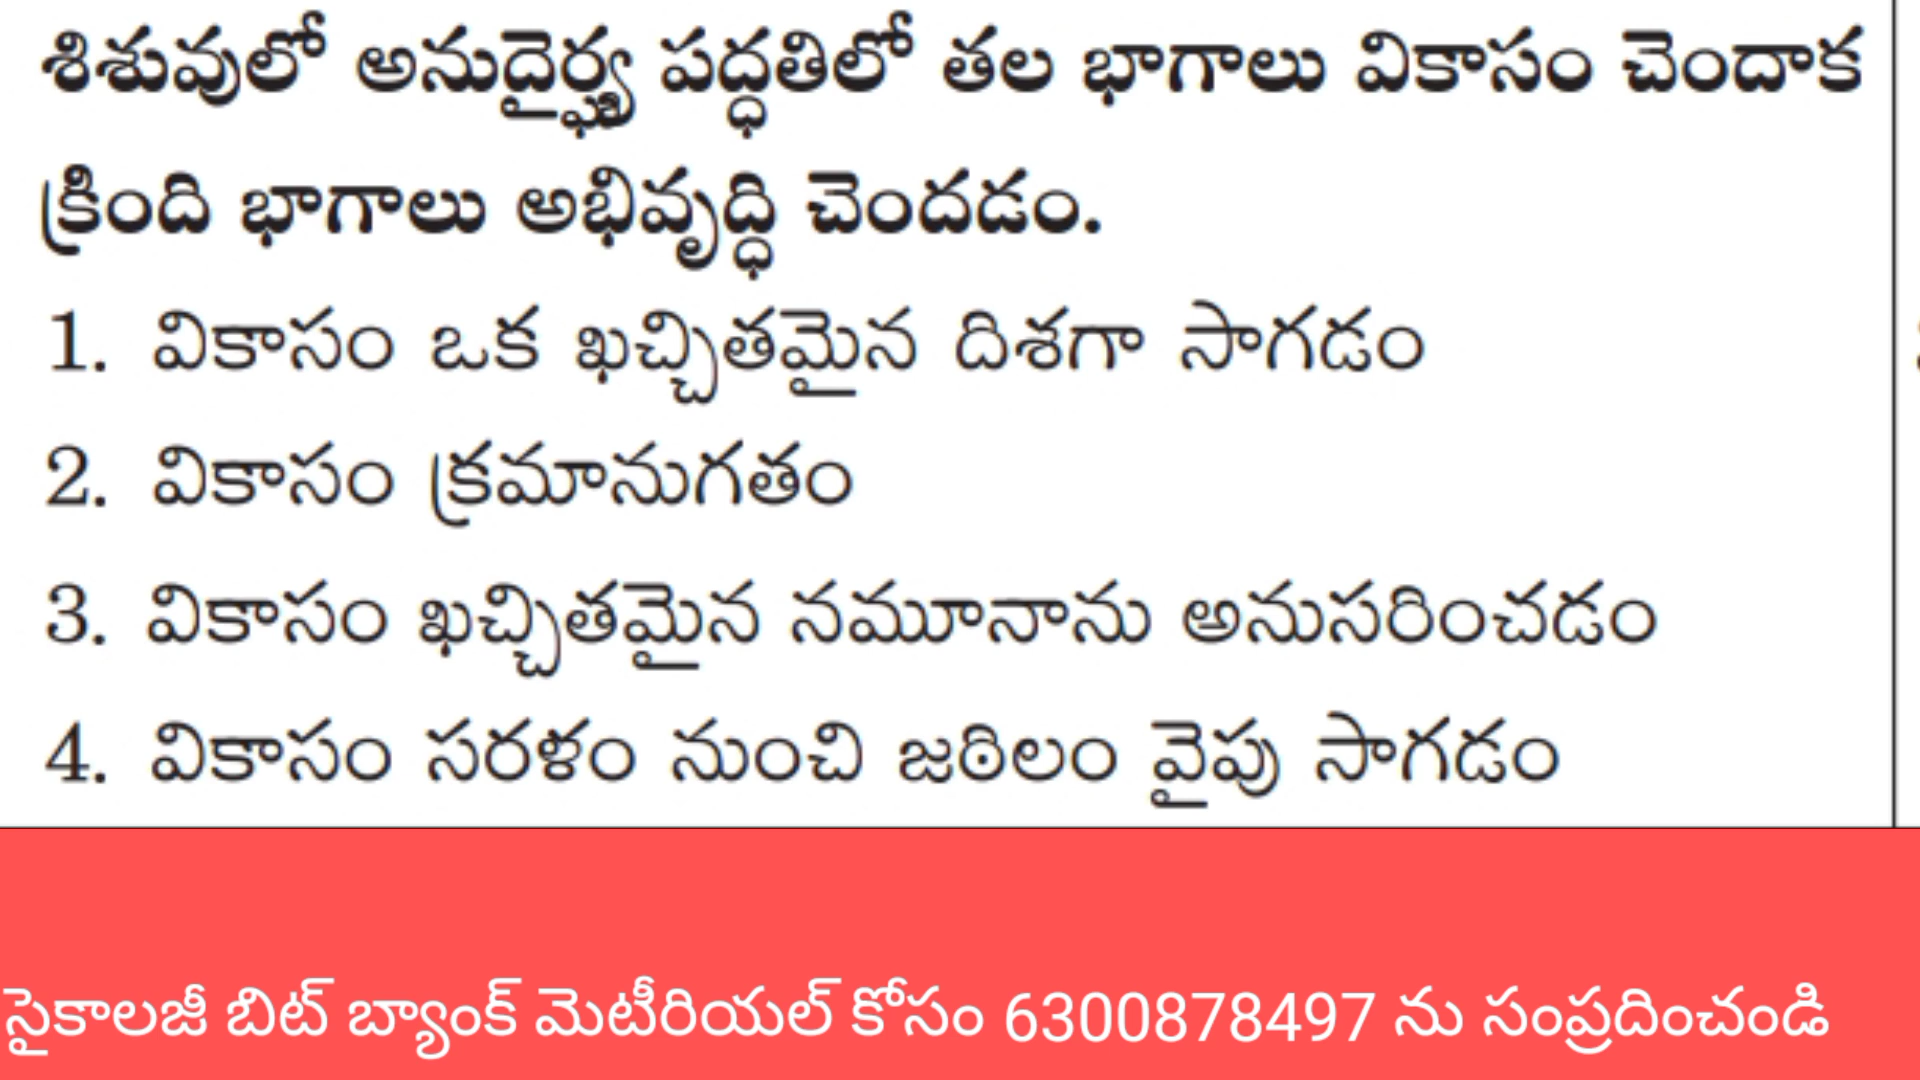 శిశువులో అనుదైర్ఘ్య పద్ధతిలో తల భాగాలు వికాసం చెందాక
క్రింది భాగాలు అభివృద్ధి చెందడం.
1. వికాసం ఒక ఖచ్చితమైన దిశగా సాగడం
2. వికాసం క్రమానుగతం
3. వికాసం ఖచ్చితమైన నమూనాను అనుసరించడం
4. వికాసం సరళం నుంచి జఠిలం వైపు సాగడం
సైకాలజీ బిట్ బ్యాంక్ మెటీరియల్ కోసం 6300878497 ను సంప్రదించండి